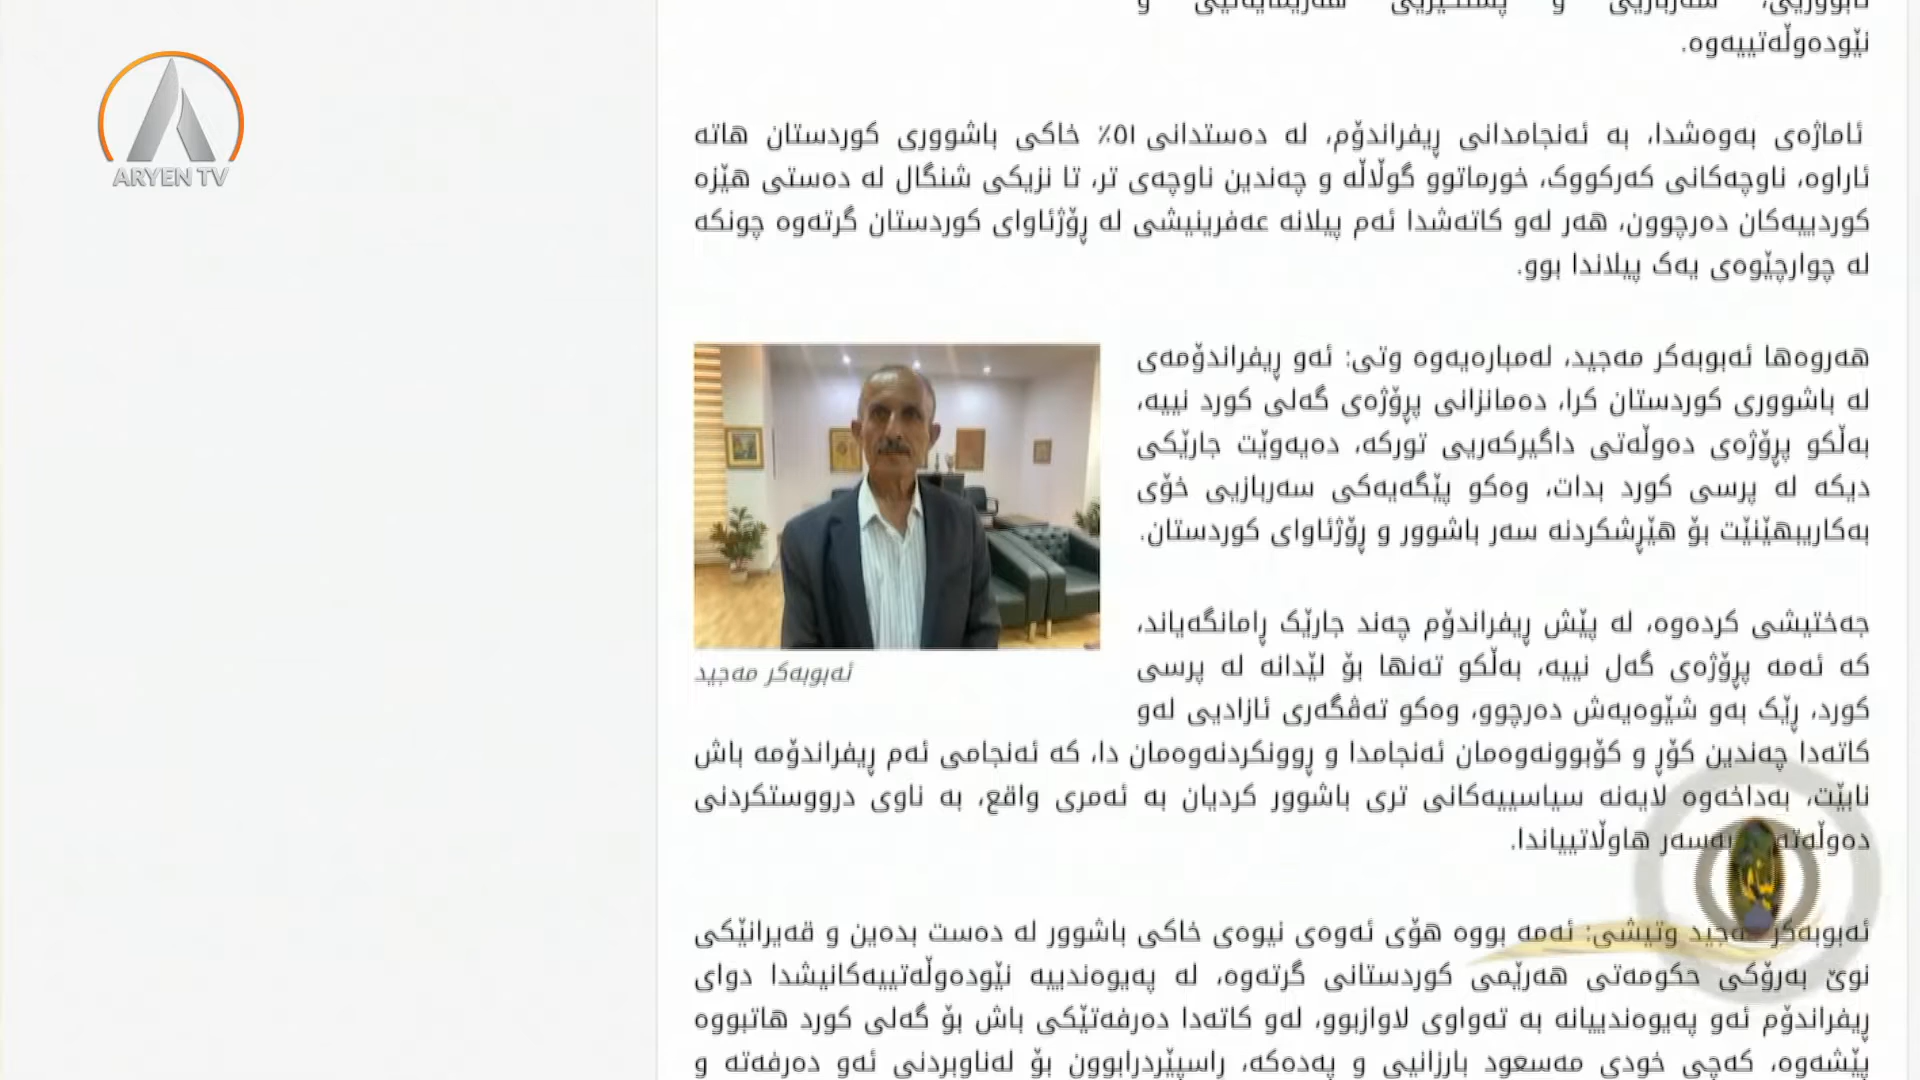 ARYEN TV
نێودەوڵەتییەوە.
ئاماژەی بەوەشدا، بە ئەنجامدانی ڕیفراندۆم، لە دەستدانی ٥١٪ خاکی باشووری کوردستان هاتە
ئاراوە، ناوچەکانی کەرکووک، خورماتوو گوڵاڵە و چەندین ناوچەی تر، تا نزیکی شنگال لە دەستی هێزە
کوردییەکان دەرچوون، هەر لەو کاتەشدا ئەم پیلانە عەفرینیشی لە ڕۆژئاوای کوردستان گرتەوە چونکە
لە چوارچێوەی یەک پیلاندا بوو.
هەروەها ئەبوبەکر مەجید، لەمبارەیەوە وتی: ئەو ڕیفراندۆمەی
لە باشووری کوردستان کرا، دەمانزانی پڕۆژەی گەلی کورد نییە،
بەڵکو پڕۆژەی دەوڵەتی داگیرکەریی تورکە، دەیەوێت جارێکی
دیکە لە پرسی کورد بدات، وەکو پێگەیەکی سەربازیی خۆی
بەکاریبهێنێت بۆ هێڕشکردنە سەر باشوور و ڕۆژئاوای کوردستان.
ئەبوبەکر مەجید
جەختیشی کردەوە، لە پێش ڕیفراندۆم چەند جارێک ڕامانگەیاند،
کە ئەمە پڕۆژەی گەل نییە، بەڵکو تەنها بۆ لێدانە لە پرسی
کورد، ڕێک بەو شێوەیەش دەرچوو، وەکو تەڤگەری ئازادیی لەو
کاتەدا چەندین کۆڕ و کۆبوونەوەمان ئەنجامدا و ڕوونکردنەوەمان دا، کە ئەنجامی ئەم ڕیفراندۆمە باش
نابێت، بەداخەوە لایەنە سیاسییەکانی تری باشوور کردیان بە ئەمری واقع، بە ناوی درووستکردنی
بەسەر هاوڵاتییاندا.
ئەبوبەکر مەجید وتیشی: ئەمە بووە هۆی ئەوەی نیوەی خاکی باشوور لە دەست بدەین و قەیرانێکی
نوێ بەرۆکی حکومەتی هەرێمی کوردستانی گرتەوە، لە پەیوەندییە نێودەوڵەتییەکانیشدا دوای
ڕیفراندۆم ئەو پەیوەندییانە بە تەواوی لاوازبوو، لەو کاتەدا دەرفەتێکی باش بۆ گەلی کورد هاتبووە
پێشەوە، کەچی خودی مەسعود بارزانیی و پەدەکە، ڕاسپێردرابوون بۆ لەناوبردنی ئەو دەرفەتە و